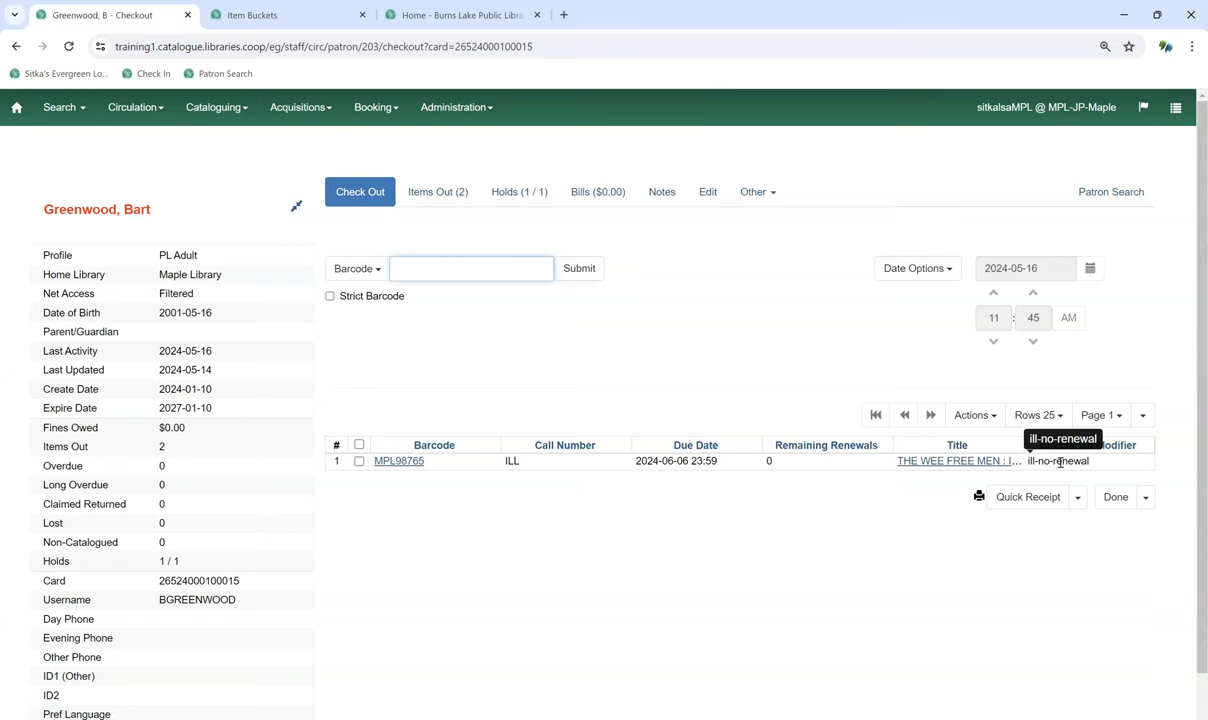 Greenwood, B - Checkout
Item Buckets
Home - Burns Lake Public Libra
training1.catalogue.libraries.coop/eg/staff/circ/patron/203/checkout?card=26524000100015
Sitka's Evergreen Lo...
Check In
Patron Search
Search
Circulation
Cataloguing
Acquisitions
Booking
Administration
sitkalsaMPL @ MPL-JP-Maple
Greenwood, Bart
Check Out
Items Out (2)
Holds (1 / 1)
Bills ($0.00)
Notes
Edit
Other
Patron Search
Profile PL Adult
Home Library Maple Library
Net Access Filtered
Date of Birth 2001-05-16
Parent/Guardian
Last Activity 2024-05-16
Last Updated 2024-05-14
Create Date 2024-01-10
Expire Date 2027-01-10
Fines Owed $0.00
Items Out 2
Overdue 0
Long Overdue 0
Claimed Returned 0
Lost 0
Non-Catalogued 0
Holds 1 / 1
Card 26524000100015
Username BGREENWOOD
Day Phone
Evening Phone
Other Phone
ID1 (Other)
ID2
Pref Language
Barcode
Submit
Date Options
2024-05-16
Strict Barcode
11 : 45 AM
Actions
Rows 25
Page 1
ill-no-renewal
# Barcode Call Number Due Date Remaining Renewals Title Modifier
1 MPL98765 ILL 2024-06-06 23:59 0 THE WEE FREE MEN : I... ill-no-renewal
Quick Receipt
Done